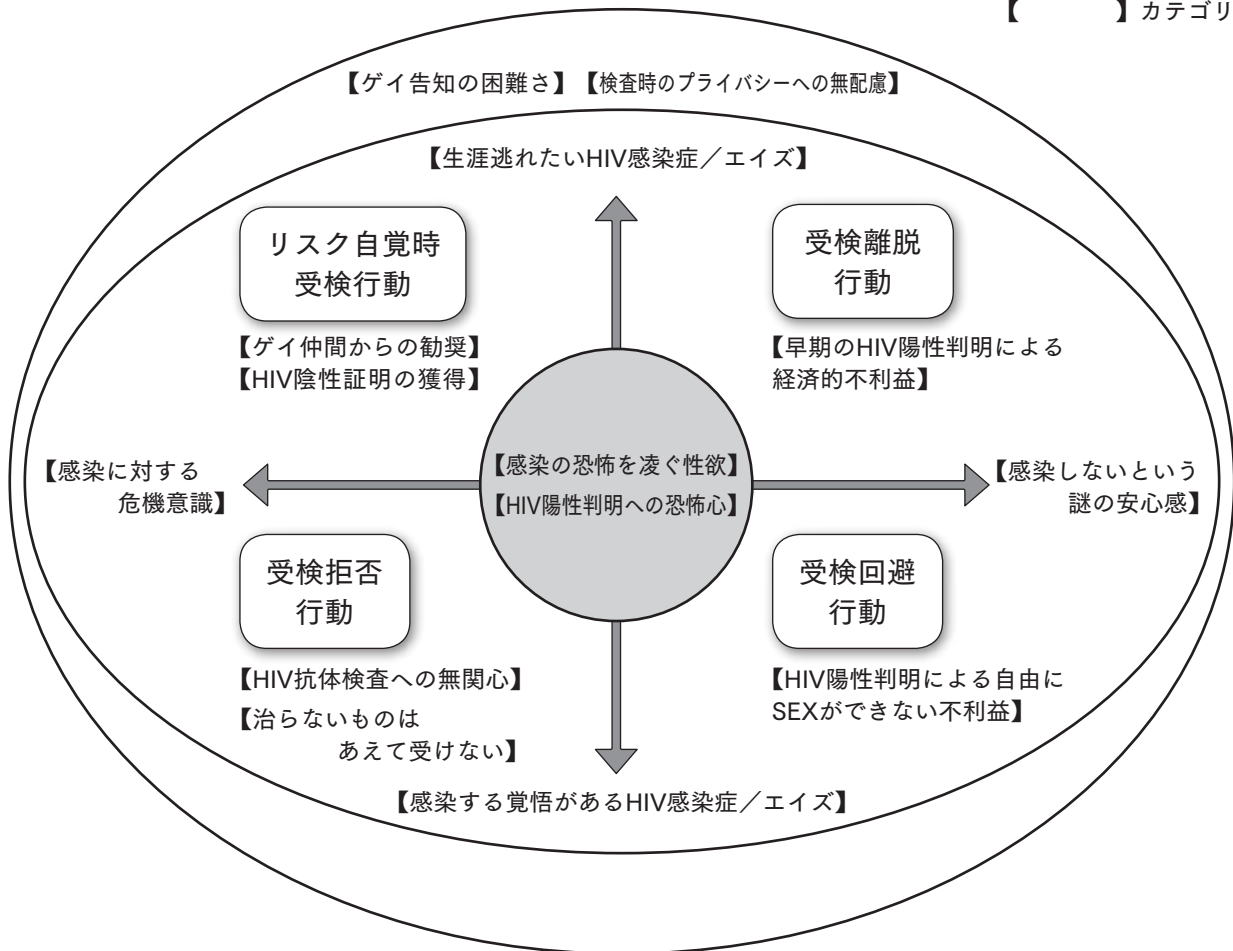 【　　　　】カテゴリ
【ゲイ告知の困難さ】【検査時のプライバシーへの無配慮】
【生涯逃れたいHIV感染症／エイズ】
リスク自覚時
受検行動
【ゲイ仲間からの勧奨】
【HIV陰性証明の獲得】
受検離脱
行動
【早期のHIV陽性判明による
経済的不利益】
【感染に対する
危機意識】
【感染の恐怖を凌ぐ性欲】
【HIV陽性判明への恐怖心】
【感染しないという
謎の安心感】
受検拒否
行動
【HIV抗体検査への無関心】
【治らないものは
あえて受けない】
受検回避
行動
【HIV陽性判明による自由に
SEXができない不利益】
【感染する覚悟があるHIV感染症／エイズ】